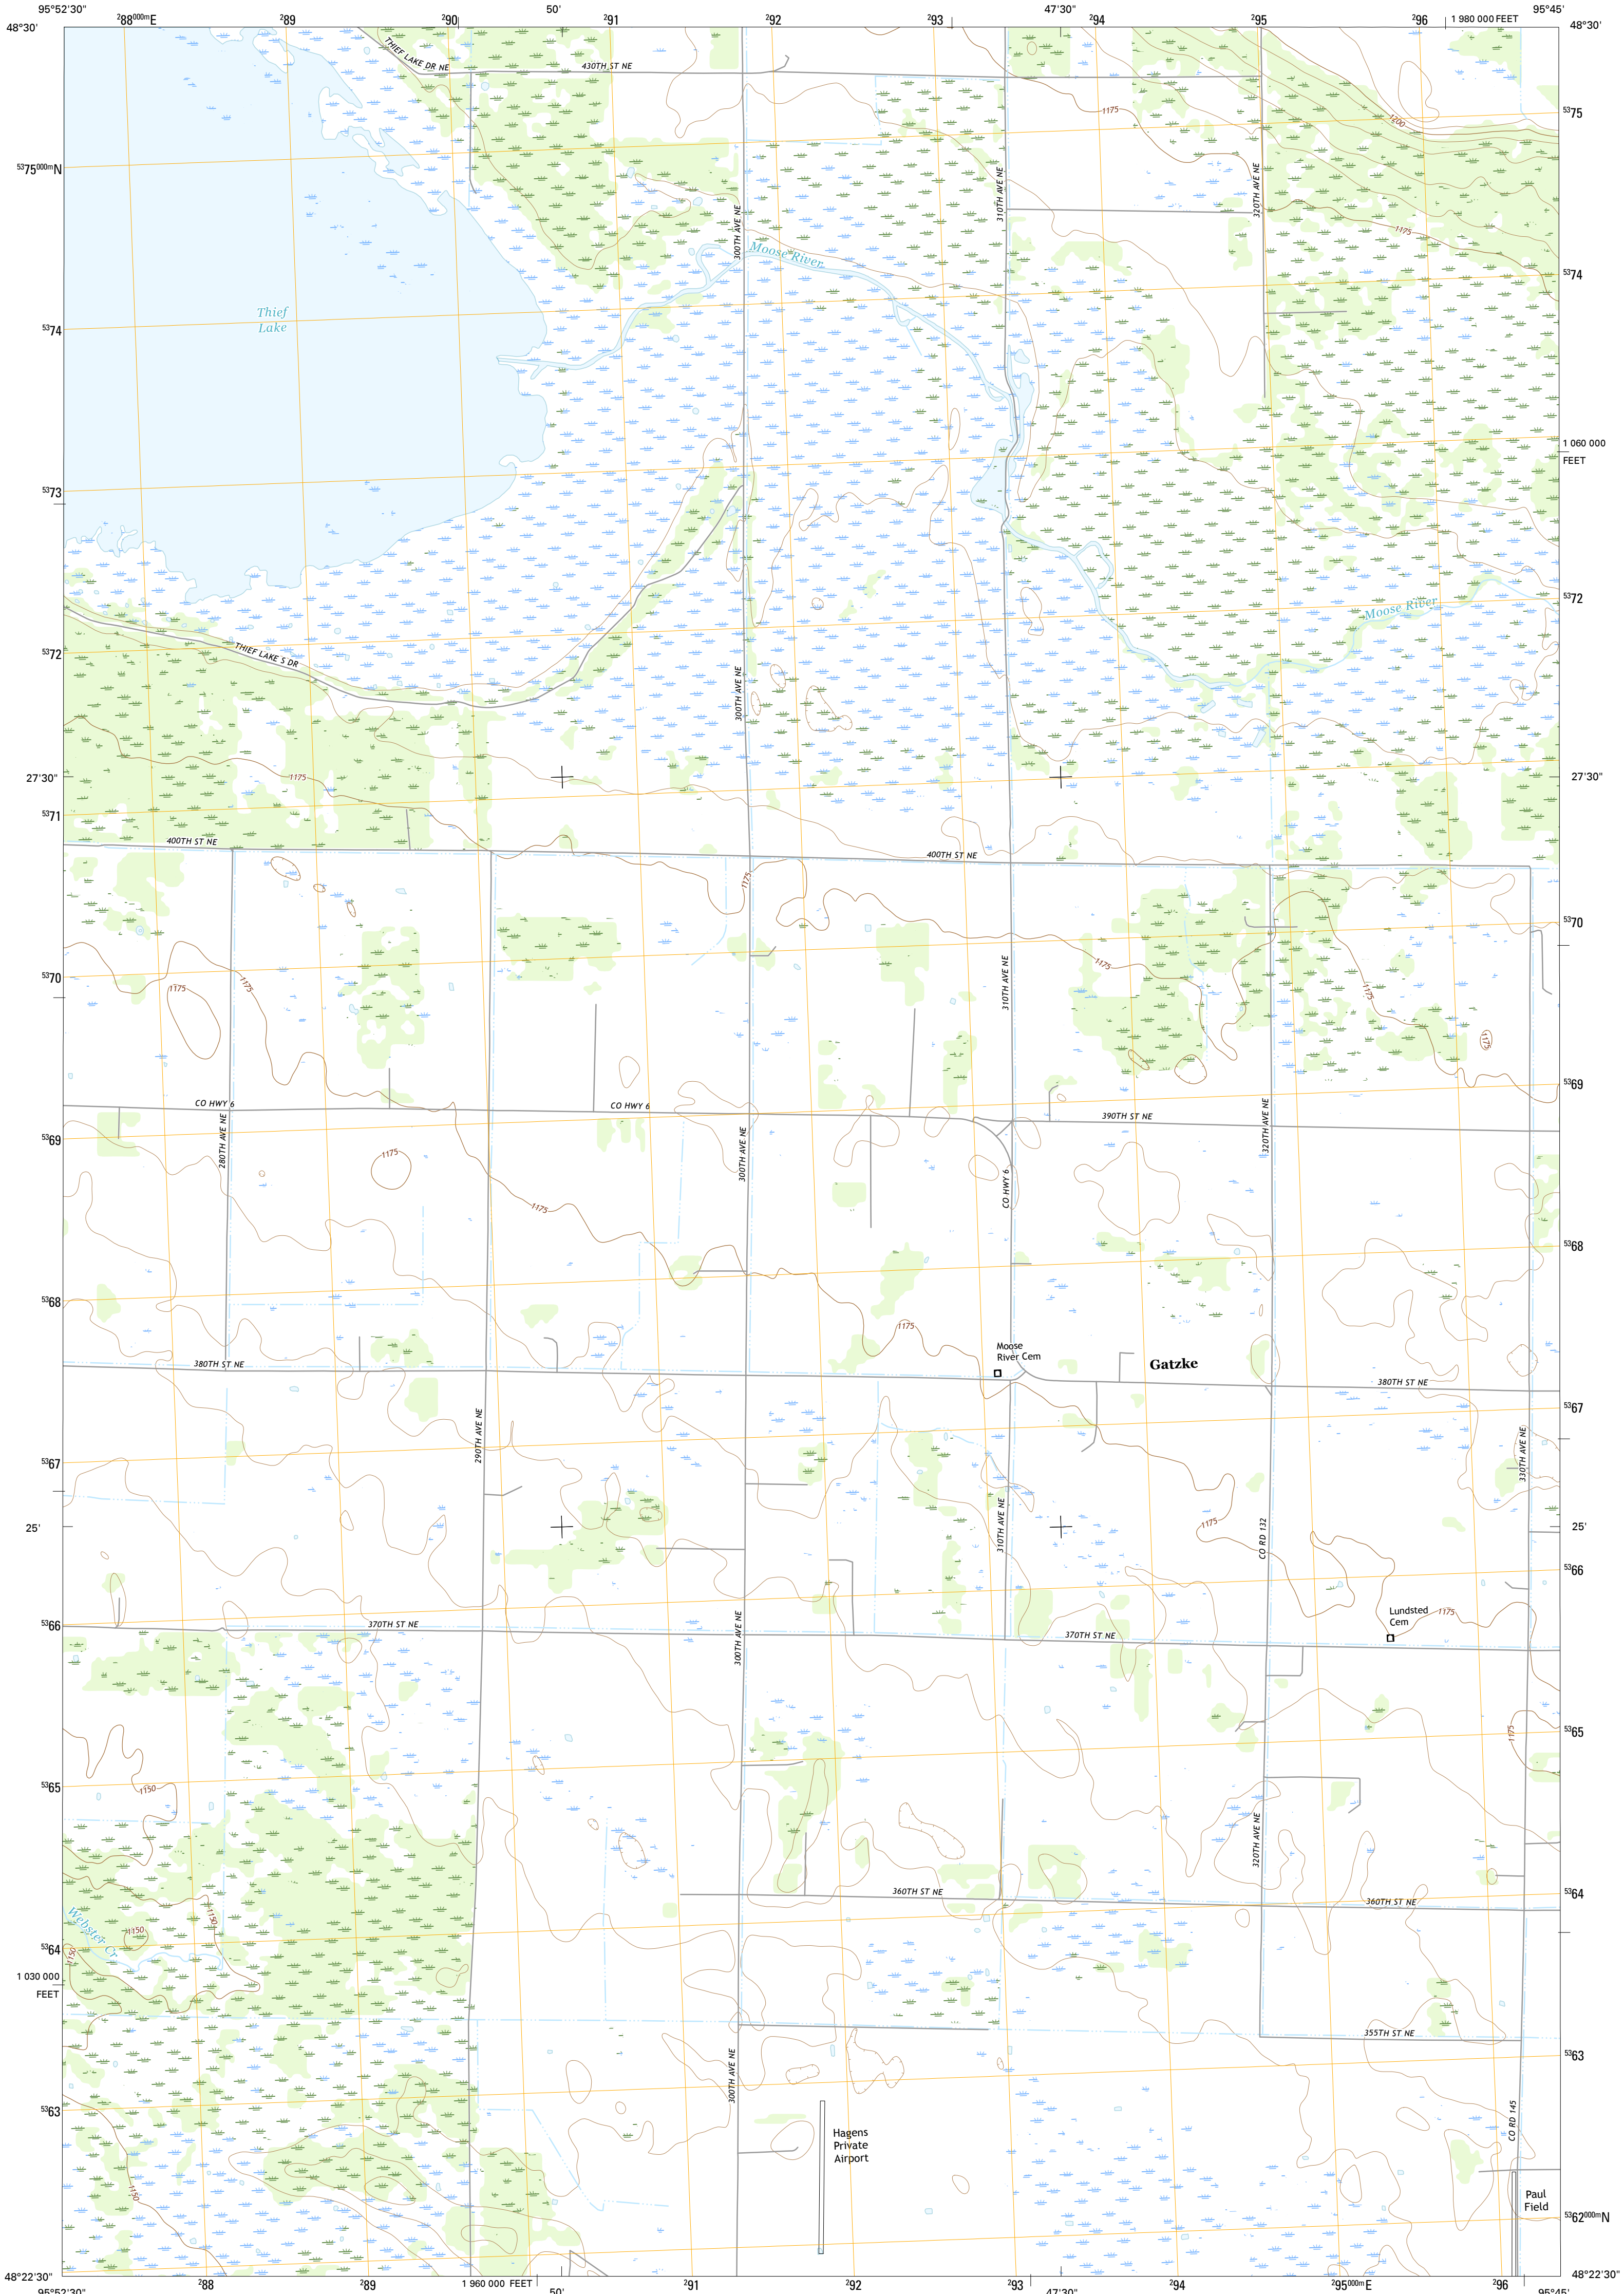 95°52'30"
288000mE
289
290
50'
291
292
293
47'30"
294
295
296
1 980 000 FEET
95°45'
48°30'
48°30'
THIEF LAKE DR NE
430TH ST NE
1175
1200
5375
5375000mN
310TH AVE NE
320TH AVE NE
300TH AVE NE
1175
Moose River
5374
Thief
Lake
5374
1 060 000
FEET
5373
Moose River
5372
5372
THIEF LAKE S DR
300TH AVE NE
27'30"
1175
27'30"
5371
400TH ST NE
400TH ST NE
1175
5370
5370
1175
1175
310TH AVE NE
1175
1175
1175
5369
CO HWY 6
CO HWY 6
390TH ST NE
5369
280TH AVE NE
300TH AVE NE
320TH AVE NE
1175
CO HWY 6
1175
5368
5368
1175
Moose
River Cem
Gatzke
380TH ST NE
380TH ST NE
5367
290TH AVE NE
330TH AVE NE
5367
25'
310TH AVE NE
1175
CO RD 132
25'
5366
Lundsted
Cem
1175
5366
370TH ST NE
300TH AVE NE
370TH ST NE
5365
1175
5365
1150
320TH AVE NE
360TH ST NE
5364
360TH ST NE
Webster Cr
1150
1150
1150
5364
1 030 000
FEET
355TH ST NE
5363
300TH AVE NE
5363
CO RD 145
Hagens
Private
Airport
1150
Paul
Field
5362000mN
48°22'30"
48°22'30"
95°52'30"
288
289
1 960 000 FEET
50'
291
292
293
47'30"
294
295000mE
296
95°45'